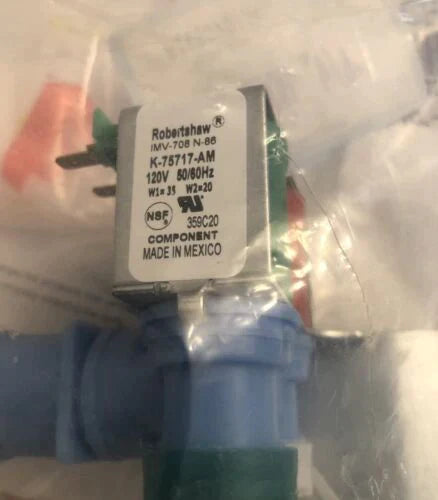 Robertshaw®
IMV-708 N-86
K-75717-AM
120V 50/60Hz
W1=35 W2=20
NSF® UR
359C20
COMPONENT
MADE IN MEXICO